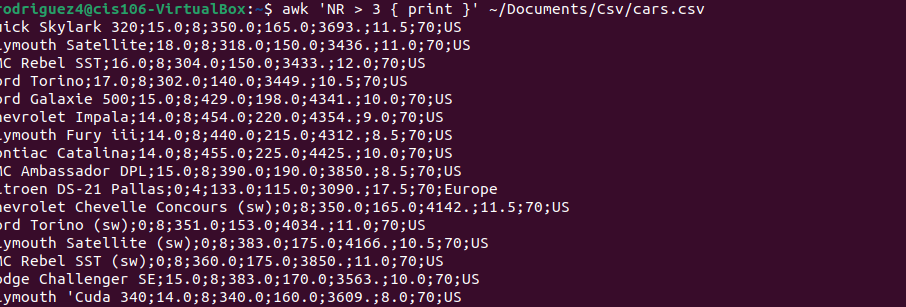 rodriguez4@cis106-VirtualBox:~$ awk 'NR > 3 { print }' ~/Documents/Csv/cars.csv
uick Skylark 320;15.0;8;350.0;165.0;3693.;11.5;70;US
lymouth Satellite;18.0;8;318.0;150.0;3436.;11.0;70;US
MC Rebel SST;16.0;8;304.0;150.0;3433.;12.0;70;US
ord Torino;17.0;8;302.0;140.0;3449.;10.5;70;US
ord Galaxie 500;15.0;8;429.0;198.0;4341.;10.0;70;US
hevrolet Impala;14.0;8;454.0;220.0;4354.;9.0;70;US
lymouth Fury iii;14.0;8;440.0;215.0;4312.;8.5;70;US
ontiac Catalina;14.0;8;455.0;225.0;4425.;10.0;70;US
MC Ambassador DPL;15.0;8;390.0;190.0;3850.;8.5;70;US
itroen DS-21 Pallas;0;4;133.0;115.0;3090.;17.5;70;Europe
hevrolet Chevelle Concours (sw);0;8;350.0;165.0;4142.;11.5;70;US
ord Torino (sw);0;8;351.0;153.0;4034.;11.0;70;US
lymouth Satellite (sw);0;8;383.0;175.0;4166.;10.5;70;US
MC Rebel SST (sw);0;8;360.0;175.0;3850.;11.0;70;US
odge Challenger SE;15.0;8;383.0;170.0;3563.;10.0;70;US
lymouth 'Cuda 340;14.0;8;340.0;160.0;3609.;8.0;70;US